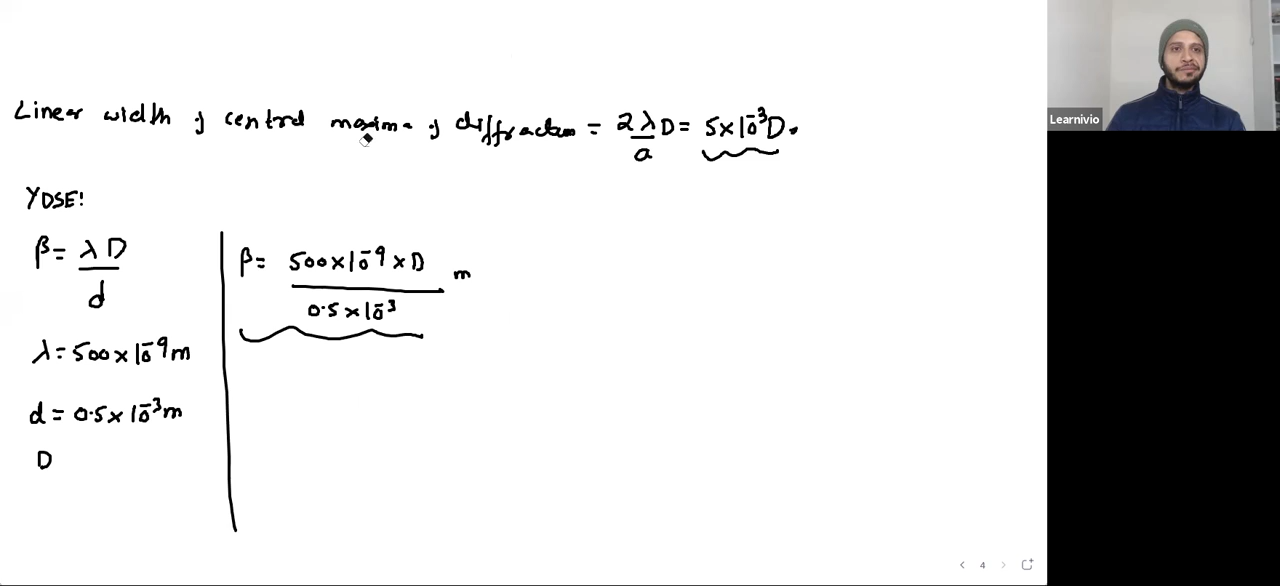 Linear width of central maxima of diffraction = 2λ/a D = 5×10⁻³D.
Learnivio
YDSE:
β = λD/d
β = 500×10⁻⁹×D/0.5×10⁻³ m
λ = 500×10⁻⁹m
d = 0.5×10⁻³m
D
4